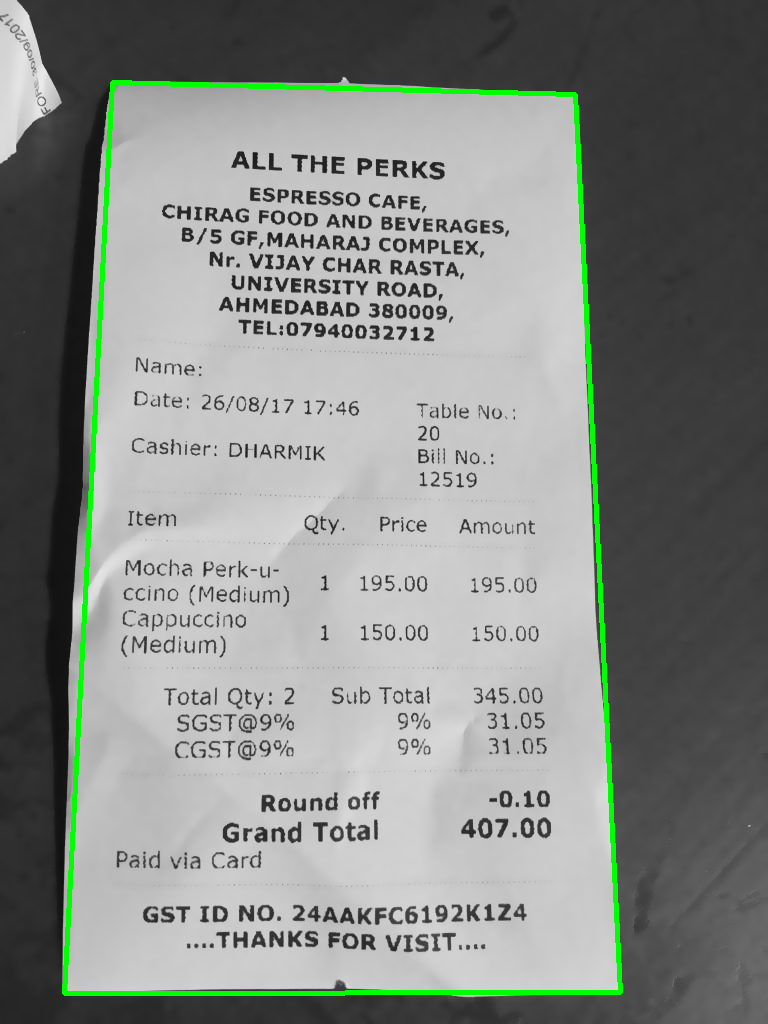 ALL THE PERKS
ESPRESSO CAFE,
CHIRAG FOOD AND BEVERAGES,
B/5 GF,MAHARAJ COMPLEX,
Nr. VIJAY CHAR RASTA,
UNIVERSITY ROAD,
AHMEDABAD 380009,
TEL:07940032712
Name:
Date: 26/08/17 17:46 Table No.:
20
Cashier: DHARMIK Bill No.:
12519
Item Qty. Price Amount
Mocha Perk-u-
ccino (Medium) 1 195.00 195.00
Cappuccino
(Medium) 1 150.00 150.00
Total Qty: 2 Sub Total 345.00
SGST@9% 9% 31.05
CGST@9% 9% 31.05
Round off -0.10
Grand Total 407.00
Paid via Card
GST ID NO. 24AAKFC6192K1Z4
....THANKS FOR VISIT....